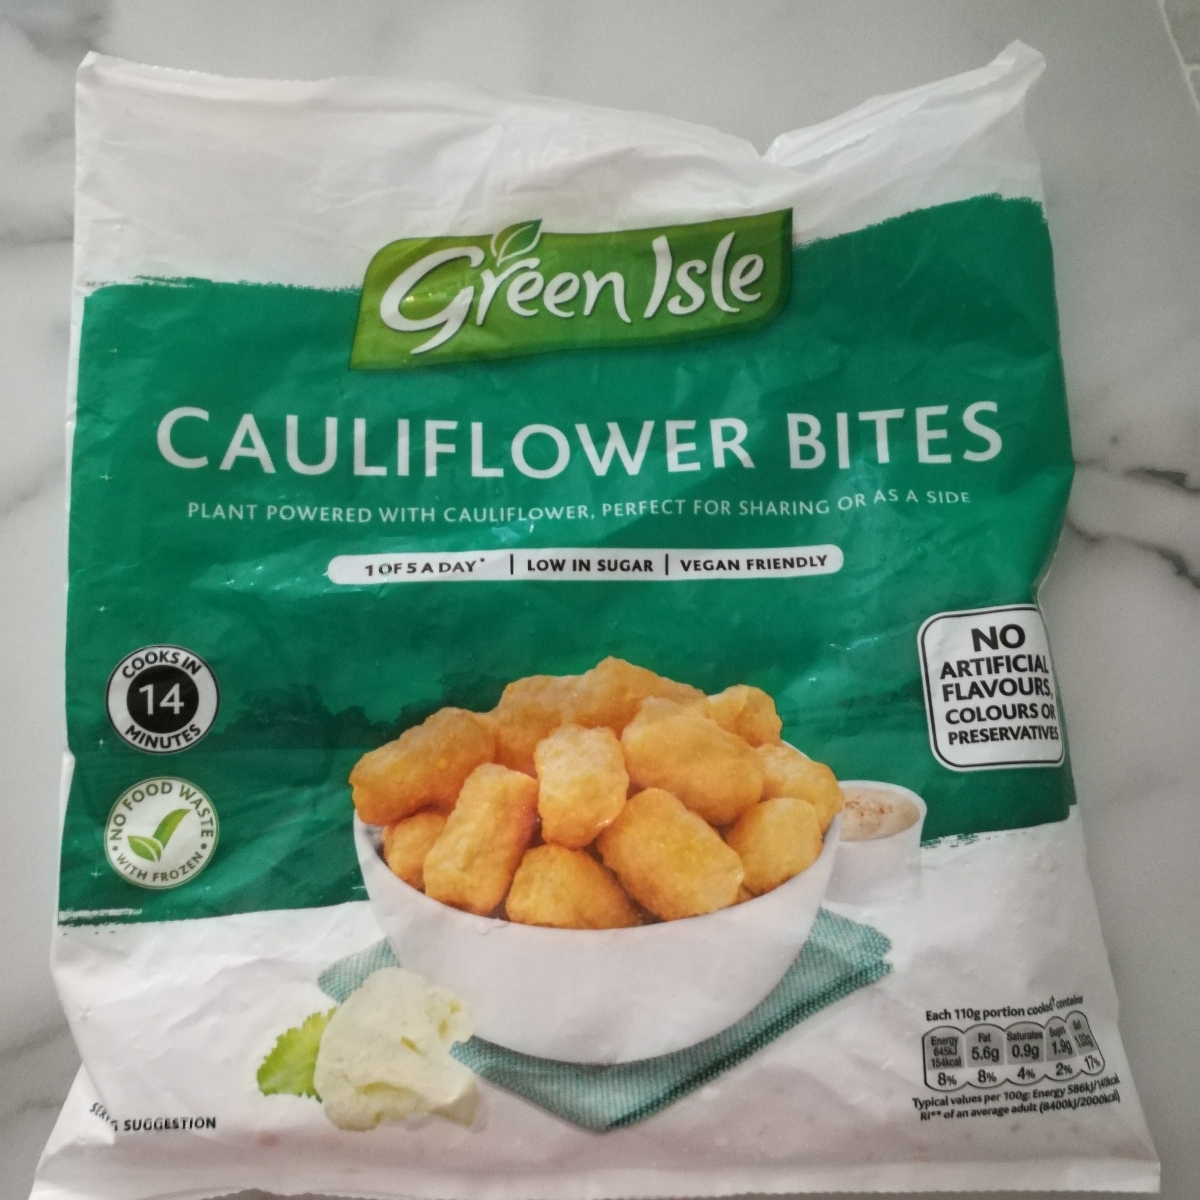 Green Isle
CAULIFLOWER BITES
PLANT POWERED WITH CAULIFLOWER, PERFECT FOR SHARING OR AS A SIDE
1 OF 5 A DAY* | LOW IN SUGAR | VEGAN FRIENDLY
COOKS IN
14
MINUTES
NO FOOD WASTE
• WITH FROZEN •
NO
ARTIFICIAL
FLAVOURS,
COLOURS OR
PRESERVATIVES
Each 110g portion cooked† contains
Energy Fat Saturates Sugars Salt
645kJ
154kcal 5.6g 0.9g 1.9g
8% 8% 4% 2% 17%
Typical values per 100g: Energy 586kJ/140kcal
RI** of an average adult (8400kJ/2000kcal)
SUGGESTION